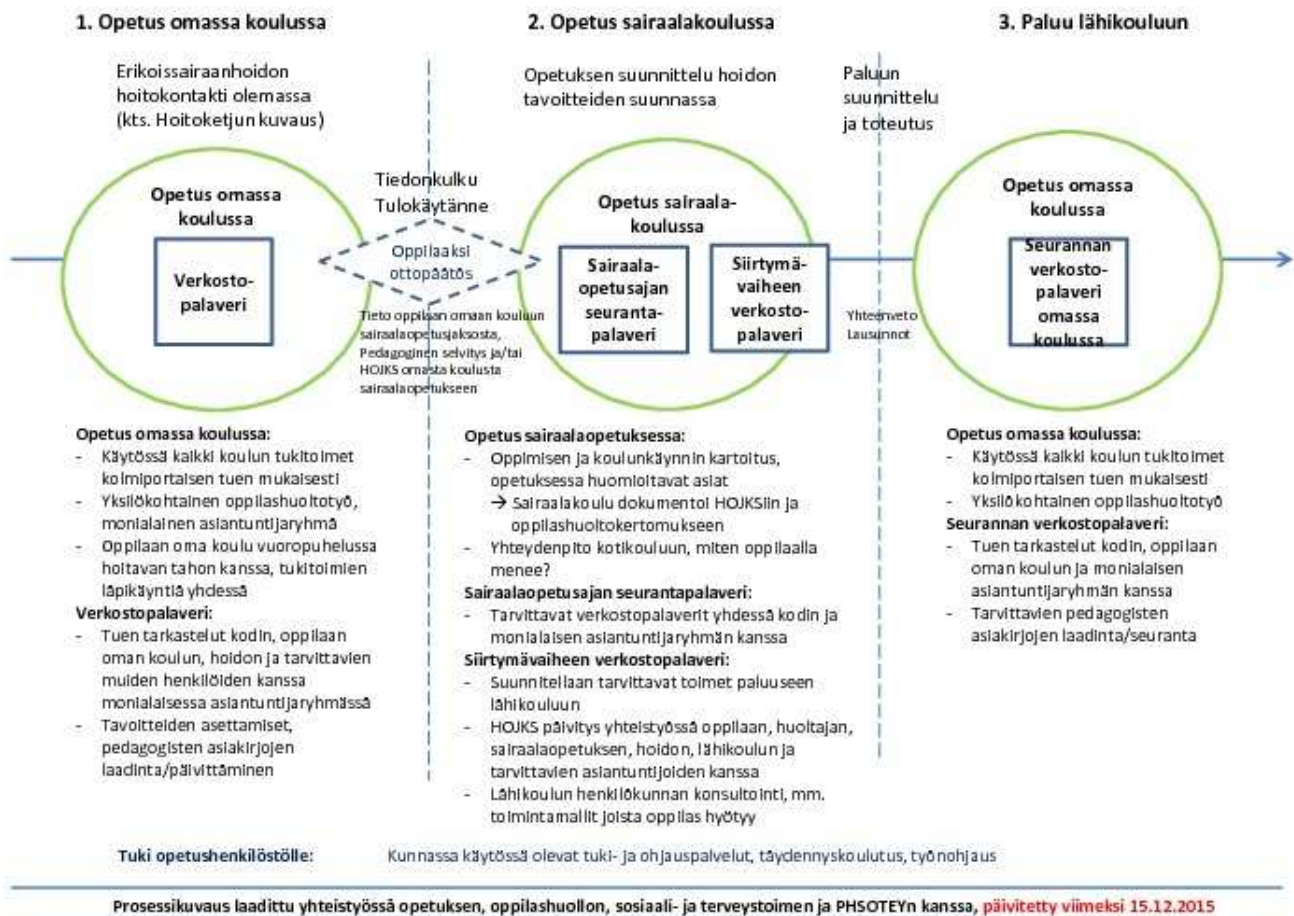 1. Opetus omassa koulussa
2. Opetus sairaalakoulussa
3. Paluu lähikouluun
Erikoissairaanhoidon
hoitokontakti olemassa
(kts. Hoitoketjun kuvaus)
Opetuksen suunnittelu hoidon
tavoitteiden suunnassa
Paluun
suunnittelu
ja toteutus
Opetus omassa
koulussa
Verkosto-
palaveri
Tiedonkulku
Tulokäytänne
Oppilaaksi
ottopäätös
Tieto oppilaan omaan kouluun
sairaalaopetusjaksosta,
Pedagoginen selvitys ja/tai
HOJKS omasta koulusta
sairaalaopetukseen
Opetus sairaala-
koulussa
Sairaala-
opetusajan
seuranta-
palaveri
Siirtymä-
vaiheen
verkosto-
palaveri
Yhteenveto
Lausunnot
Opetus omassa
koulussa
Seurannan
verkosto-
palaveri
omassa
koulussa
Opetus omassa koulussa:
- Käytössä kaikki koulun tukitoimet
kolmiportaisen tuen mukaisesti
- Yksilökohtainen oppilashuoltotyö,
monialainen asiantuntijaryhmä
- Oppilaan oma koulu vuoropuhelussa
hoitavan tahon kanssa, tukitoimien
läpikäyntiä yhdessä
Verkostopalaveri:
- Tuen tarkastelut kodin, oppilaan
oman koulun, hoidon ja tarvittavien
muiden henkilöiden kanssa
monialaisessa asiantuntijaryhmässä
- Tavoitteiden asettamiset,
pedagogisten asiakirjojen
laadinta/päivittäminen
Opetus sairaalaopetuksessa:
- Oppimisen ja koulunkäynnin kartoitus,
opetuksessa huomioitavat asiat
→ Sairaalakoulu dokumentoi HOJKSiin ja
oppilashuoltokertomukseen
- Yhteydenpito kotikouluun, miten oppilaalla
menee?
Sairaalaopetusajan seurantapalaveri:
- Tarvittavat verkostopalaverit yhdessä kodin ja
monialaisen asiantuntijaryhmän kanssa
Siirtymävaiheen verkostopalaveri:
- Suunnitellaan tarvittavat toimet paluuseen
lähikouluun
- HOJKS päivitys yhteistyössä oppilaan, huoltajan,
sairaalaopetuksen, hoidon, lähikoulun ja
tarvittavien asiantuntijoiden kanssa
- Lähikoulun henkilökunnan konsultointi, mm.
toimintamallit joista oppilas hyötyy
Opetus omassa koulussa:
- Käytössä kaikki koulun tukitoimet
kolmiportaisen tuen mukaisesti
- Yksilökohtainen oppilashuoltotyö
Seurannan verkostopalaveri:
- Tuen tarkastelut kodin, oppilaan
oman koulun ja monialaisen
asiantuntijaryhmän kanssa
- Tarvittavien pedagogisten
asiakirjojen laadinta/seuranta
Tuki opetushenkilöstölle: Kunnassa käytössä olevat tuki- ja ohjauspalvelut, täydennyskoulutus, työnohjaus
Prosessikuvaus laadittu yhteistyössä opetuksen, oppilashuollon, sosiaali- ja terveystoimen ja PHSOTEYn kanssa, päivitetty viimeksi 15.12.2015